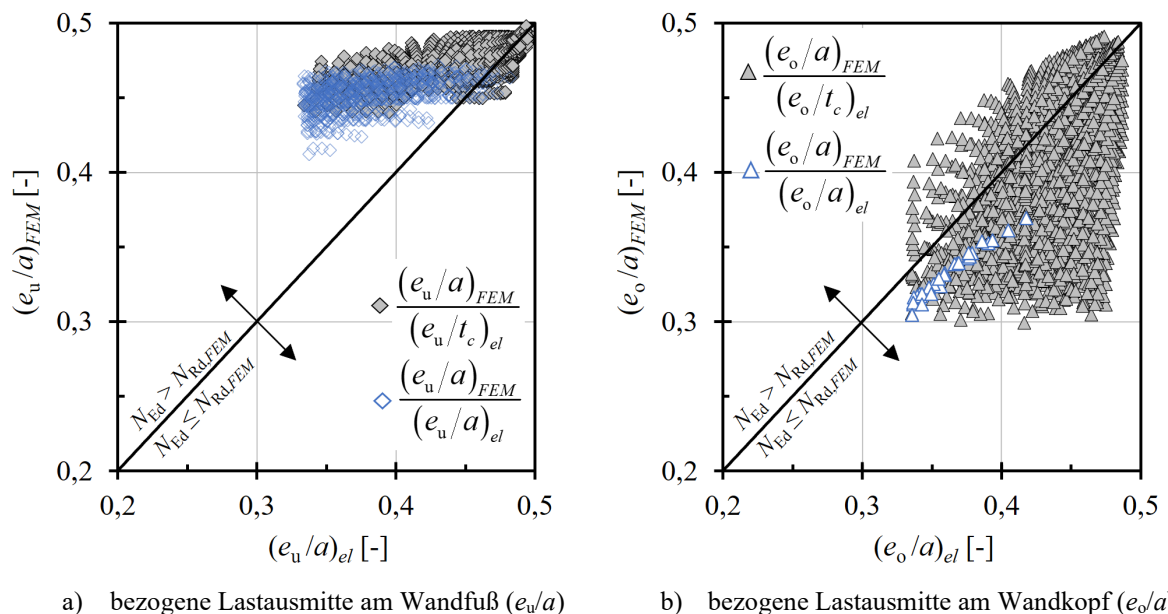 0,5
0,4
0,3
0,2
0,2 0,3 0,4 0,5
(e_u/a)_FEM [-]
(e_u/a)_el [-]
N_Ed > N_Rd,FEM
N_Ed ≤ N_Rd,FEM
(e_u/a)_FEM
(e_u/t_c)_el
(e_u/a)_FEM
(e_u/a)_el
a) bezogene Lastausmitte am Wandfuß (e_u/a)
0,5
0,4
0,3
0,2
0,2 0,3 0,4 0,5
(e_o/a)_FEM [-]
(e_o/a)_el [-]
(e_o/a)_FEM
(e_o/t_c)_el
(e_o/a)_FEM
(e_o/a)_el
N_Ed > N_Rd,FEM
N_Ed ≤ N_Rd,FEM
b) bezogene Lastausmitte am Wandkopf (e_o/a